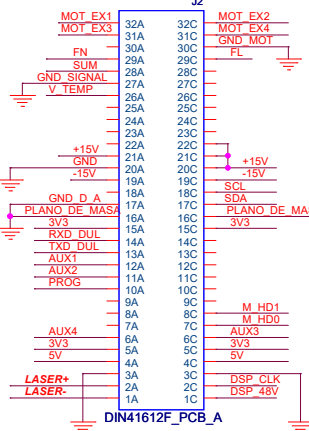 J2
MOT_EX1 32A 32C MOT_EX2
MOT_EX3 31A 31C MOT_EX4
30A 30C GND_MOT
FN 29A 29C FL
SUM 28A 28C
GND_SIGNAL 27A 27C
V_TEMP 26A 26C
25A 25C
24A 24C
23A 23C
22A 22C
+15V 21A 21C
GND 20A 20C +15V
-15V 19A 19C -15V
18A 18C SCL
GND_D_A 17A 17C SDA
PLANO_DE_MASA 16A 16C PLANO_DE_MA
3V3 15A 15C 3V3
RXD_DUL 14A 14C
TXD_DUL 13A 13C
AUX1 12A 12C
AUX2 11A 11C
PROG 10A 10C
9A 9C
8A 8C M_HD1
7A 7C M_HD0
AUX4 6A 6C AUX3
3V3 5A 5C 3V3
5V 4A 4C 5V
3A 3C
LASER+ 2A 2C DSP_CLK
LASER- 1A 1C DSP_48V
DIN41612F_PCB_A